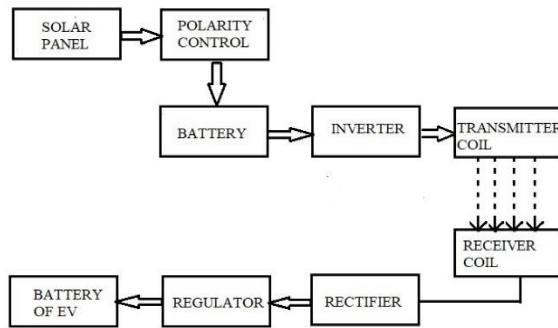 SOLAR
PANEL
POLARITY
CONTROL
BATTERY
INVERTER
TRANSMITTER
COIL
RECEIVER
COIL
BATTERY
OF EV
REGULATOR
RECTIFIER